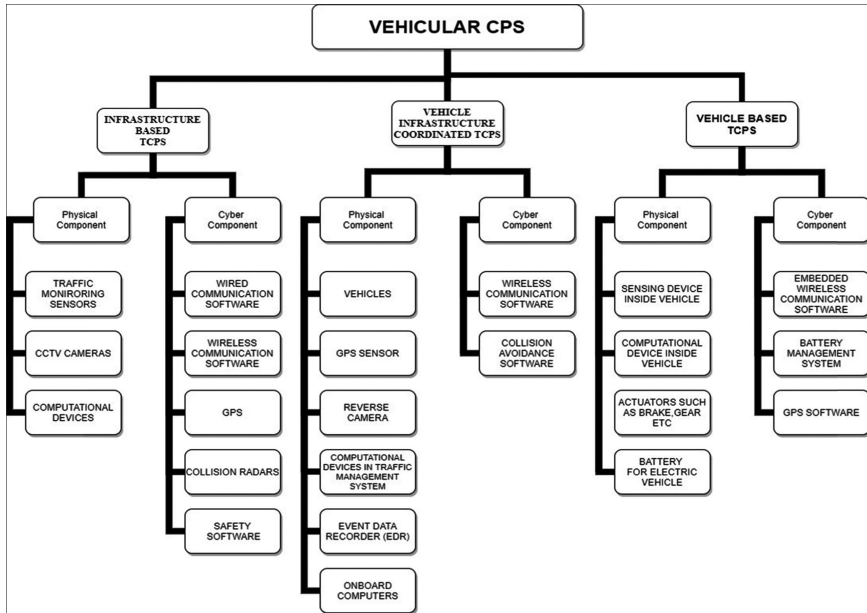 VEHICULAR CPS
INFRASTRUCTURE
BASED
TCPS
VEHICLE
INFRASTRUCTURE
COORDINATED TCPS
VEHICLE BASED
TCPS
Physical
Component
Cyber
Component
Physical
Component
Cyber
Component
Physical
Component
Cyber
Component
TRAFFIC
MONIRORING
SENSORS
CCTV CAMERAS
COMPUTATIONAL
DEVICES
WIRED
COMMUNICATION
SOFTWARE
WIRELESS
COMMUNICATION
SOFTWARE
GPS
COLLISION RADARS
SAFETY
SOFTWARE
VEHICLES
GPS SENSOR
REVERSE
CAMERA
COMPUTATIONAL
DEVICES IN TRAFFIC
MANAGEMENT
SYSTEM
EVENT DATA
RECORDER (EDR)
ONBOARD
COMPUTERS
WIRELESS
COMMUNICATION
SOFTWARE
COLLISION
AVOIDANCE
SOFTWARE
SENSING DEVICE
INSIDE VEHICLE
COMPUTATIONAL
DEVICE INSIDE
VEHICLE
ACTUATORS SUCH
AS BRAKE,GEAR
ETC
BATTERY
FOR ELECTRIC
VEHICLE
EMBEDDED
WIRELESS
COMMUNICATION
SOFTWARE
BATTERY
MANAGEMENT
SYSTEM
GPS SOFTWARE